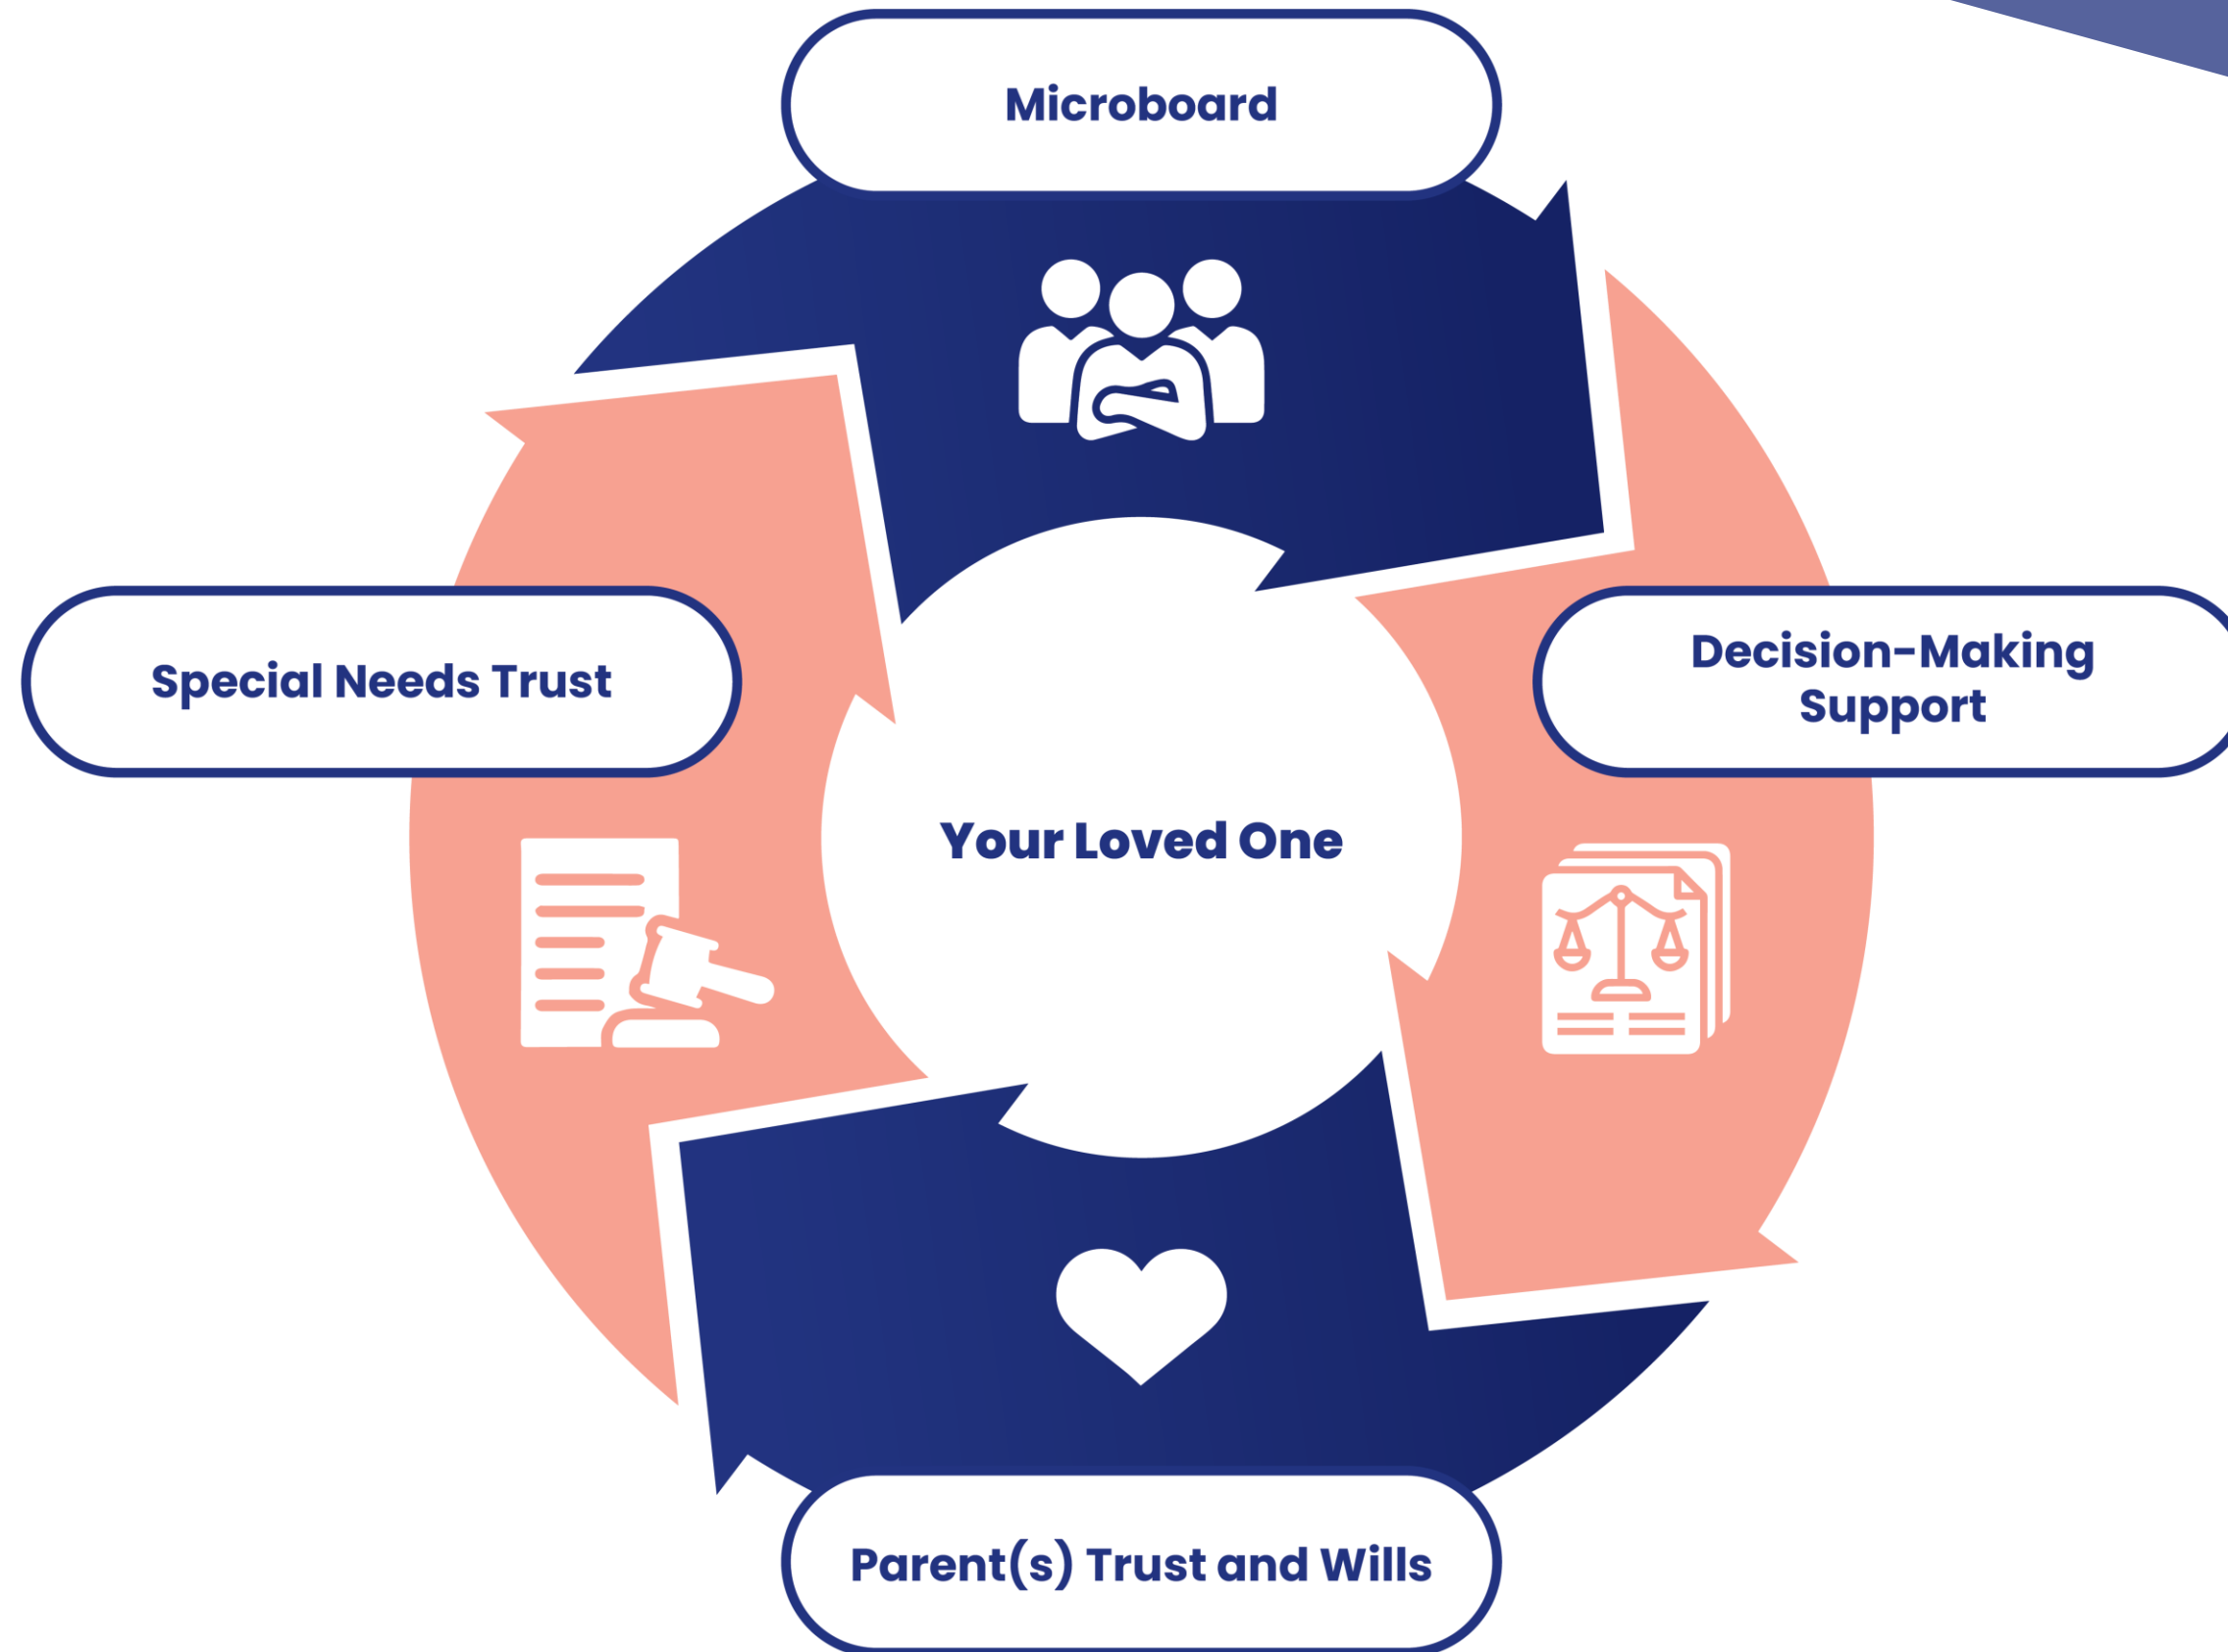 Microboard
Special Needs Trust
Decision-Making
Support
Your Loved One
Parent(s) Trust and Wills